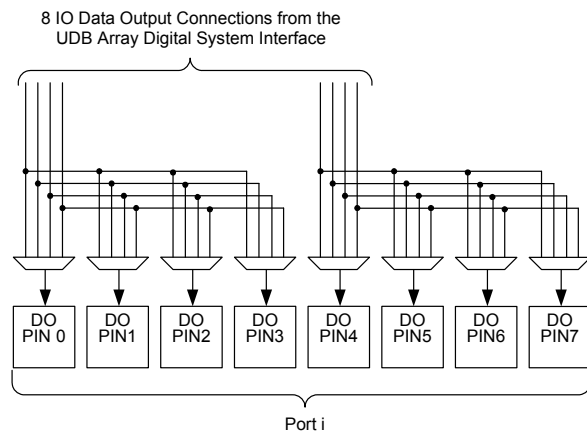 8 IO Data Output Connections from the
UDB Array Digital System Interface
DO
PIN 0
DO
PIN1
DO
PIN2
DO
PIN3
DO
PIN4
DO
PIN5
DO
PIN6
DO
PIN7
Port i